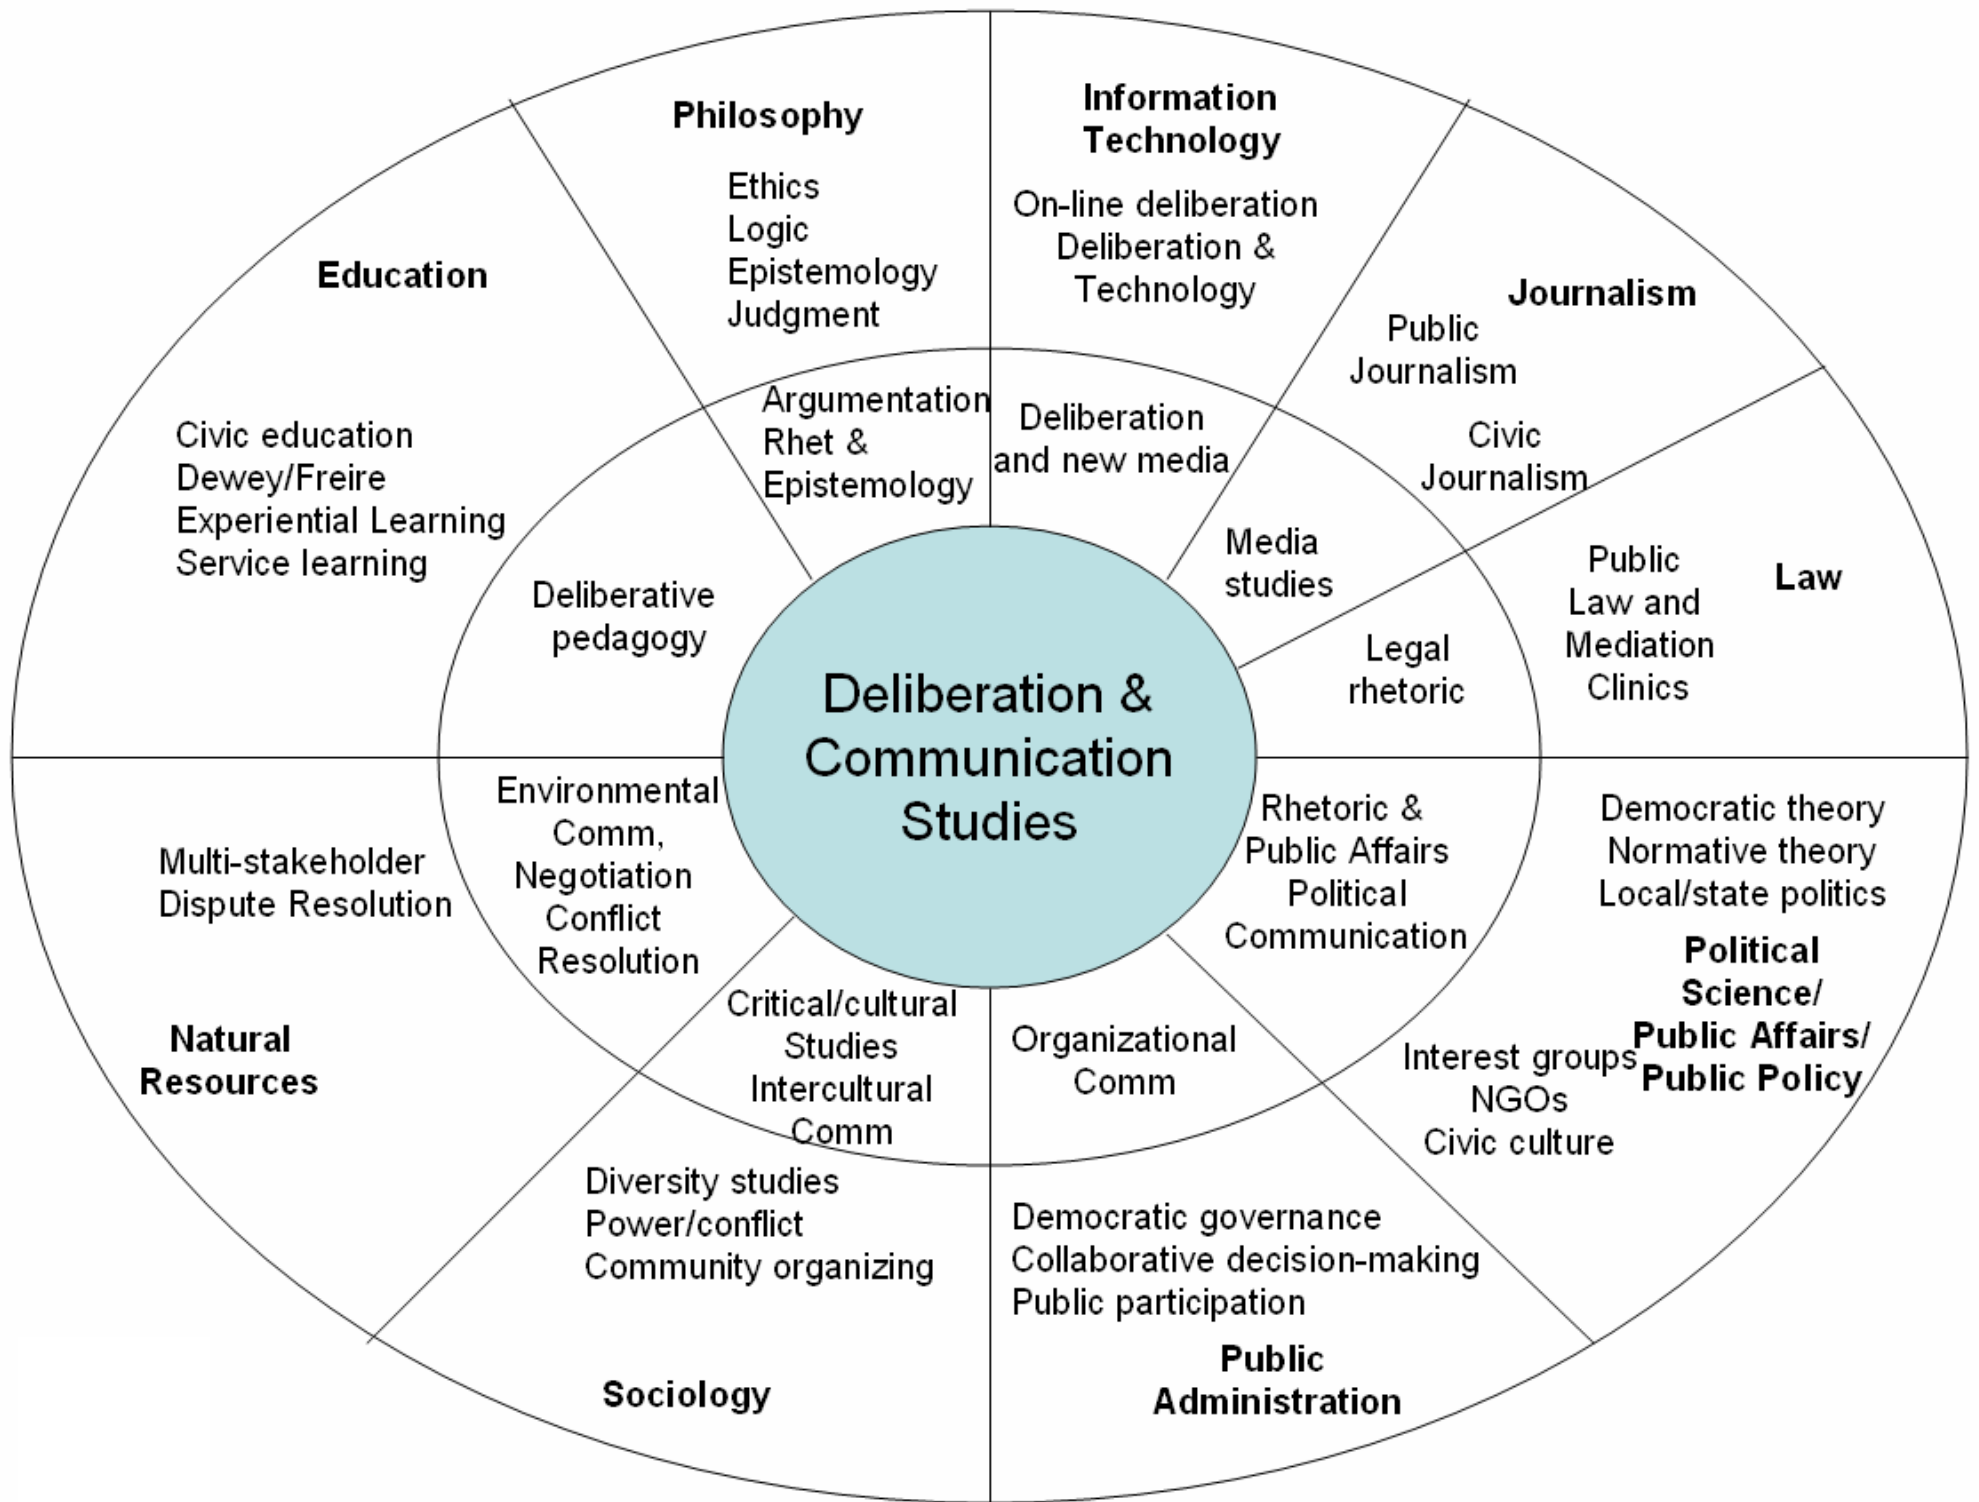 Philosophy
Ethics
Logic
Epistemology
Judgment
Information
Technology
On-line deliberation
Deliberation &
Technology
Journalism
Public
Journalism
Civic
Journalism
Law
Public
Law and
Mediation
Clinics
Education
Civic education
Dewey/Freire
Experiential Learning
Service learning
Argumentation
Rhet &
Epistemology
Deliberation
and new media
Media
studies
Legal
rhetoric
Deliberative
pedagogy
Deliberation &
Communication
Studies
Environmental
Comm,
Negotiation
Conflict
Resolution
Rhetoric &
Public Affairs
Political
Communication
Critical/cultural
Studies
Intercultural
Comm
Organizational
Comm
Multi-stakeholder
Dispute Resolution
Natural
Resources
Democratic theory
Normative theory
Local/state politics
Political
Science/
Public Affairs/
Public Policy
Interest groups
NGOs
Civic culture
Diversity studies
Power/conflict
Community organizing
Sociology
Democratic governance
Collaborative decision-making
Public participation
Public
Administration